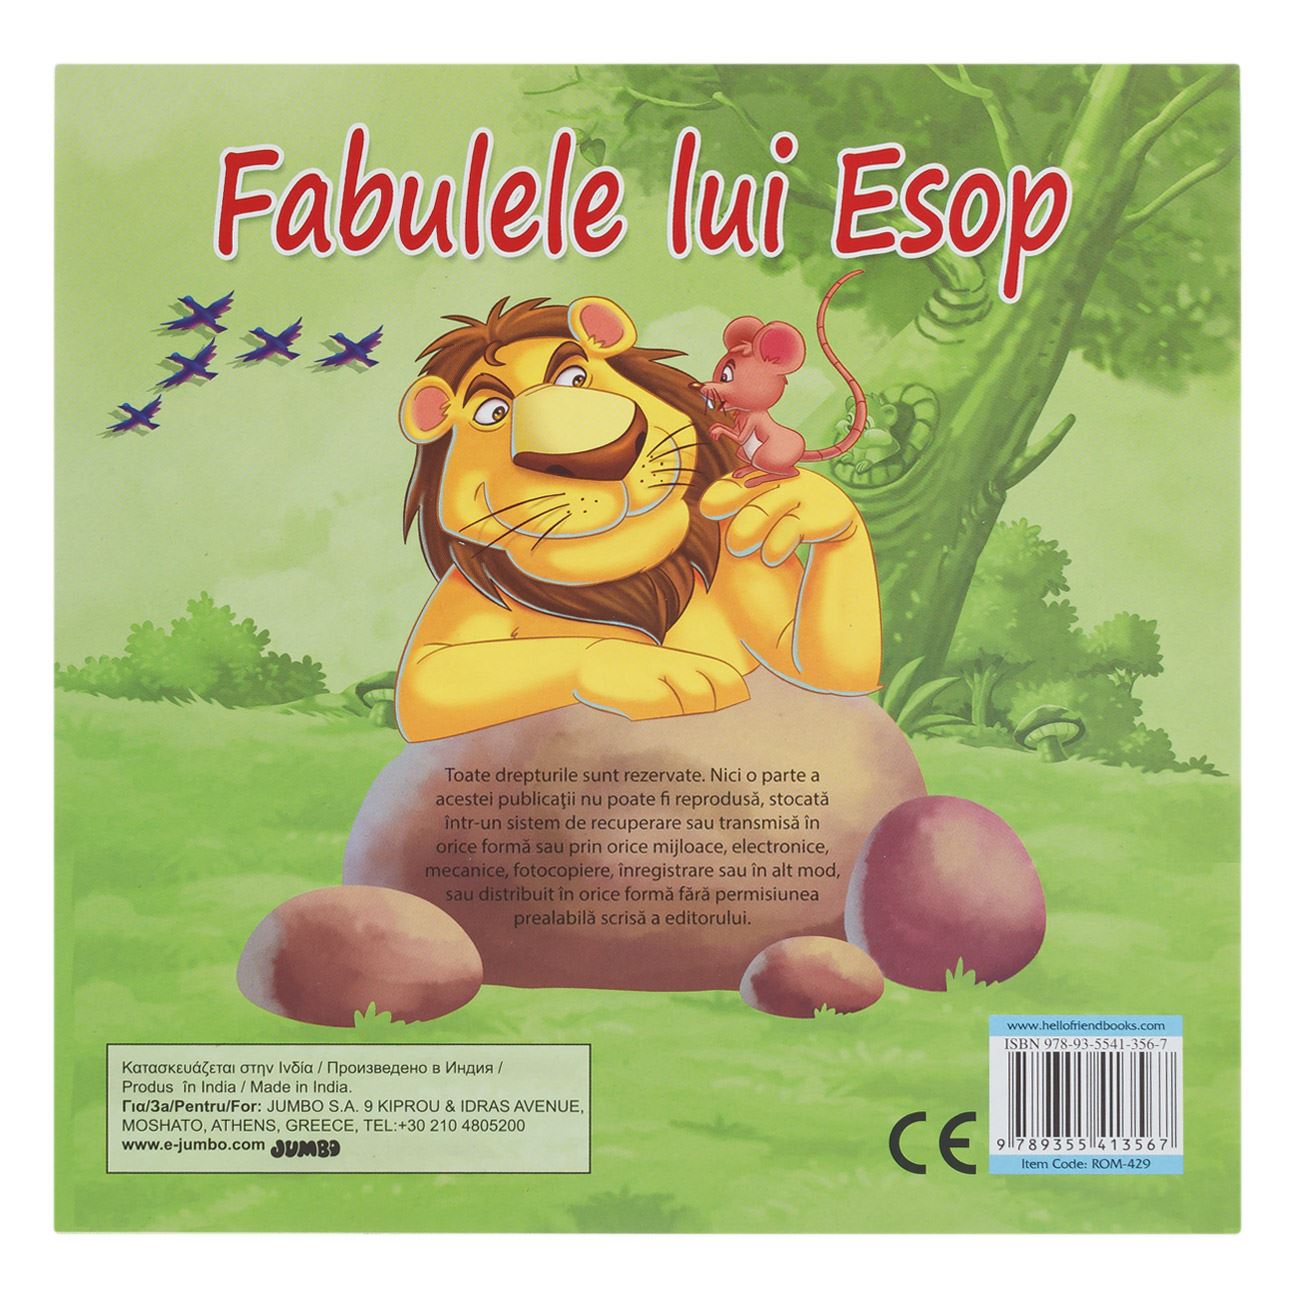 Fabulele lui Esop
Toate drepturile sunt rezervate. Nici o parte a
acestei publicaţii nu poate fi reprodusă, stocată
într-un sistem de recuperare sau transmisă în
orice formă sau prin orice mijloace, electronice,
mecanice, fotocopiere, înregistrare sau în alt mod,
sau distribuit în orice formă fără permisiunea
prealabilă scrisă a editorului.
Κατασκευάζεται στην Ινδία / Произведено в Индия /
Produs în India / Made in India.
Για/За/Pentru/For: JUMBO S.A. 9 KIPROU & IDRAS AVENUE,
MOSHATO, ATHENS, GREECE, TEL:+30 210 4805200
www.e-jumbo.com JUMBO
CE
www.hellofriendbooks.com
ISBN 978-93-5541-356-7
9 789355 413567
Item Code: ROM-429